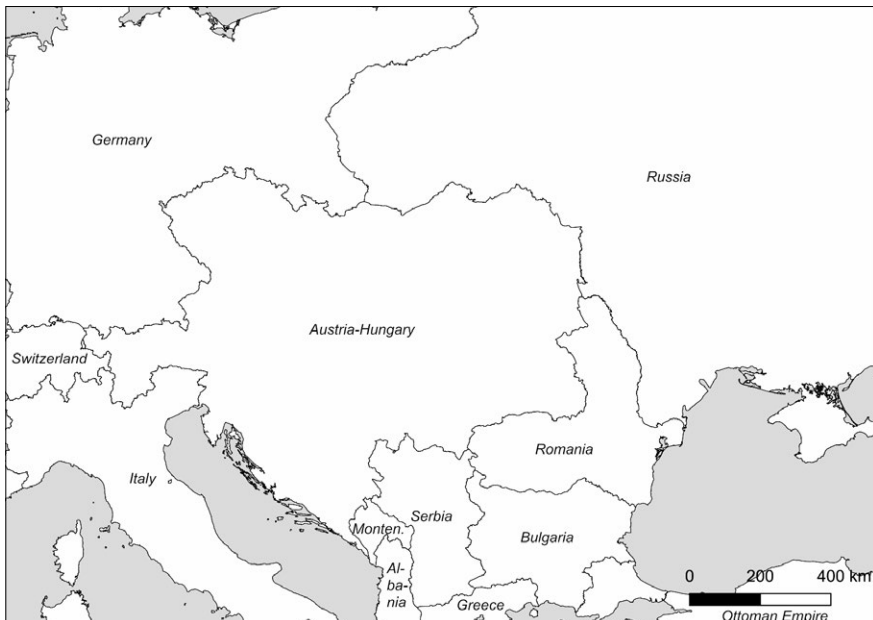 Germany
Russia
Austria-Hungary
Switzerland
Romania
Italy
Serbia
Monten.
Bulgaria
Al-
ba-
nia
0 200 400 km
Greece
Ottoman Empire